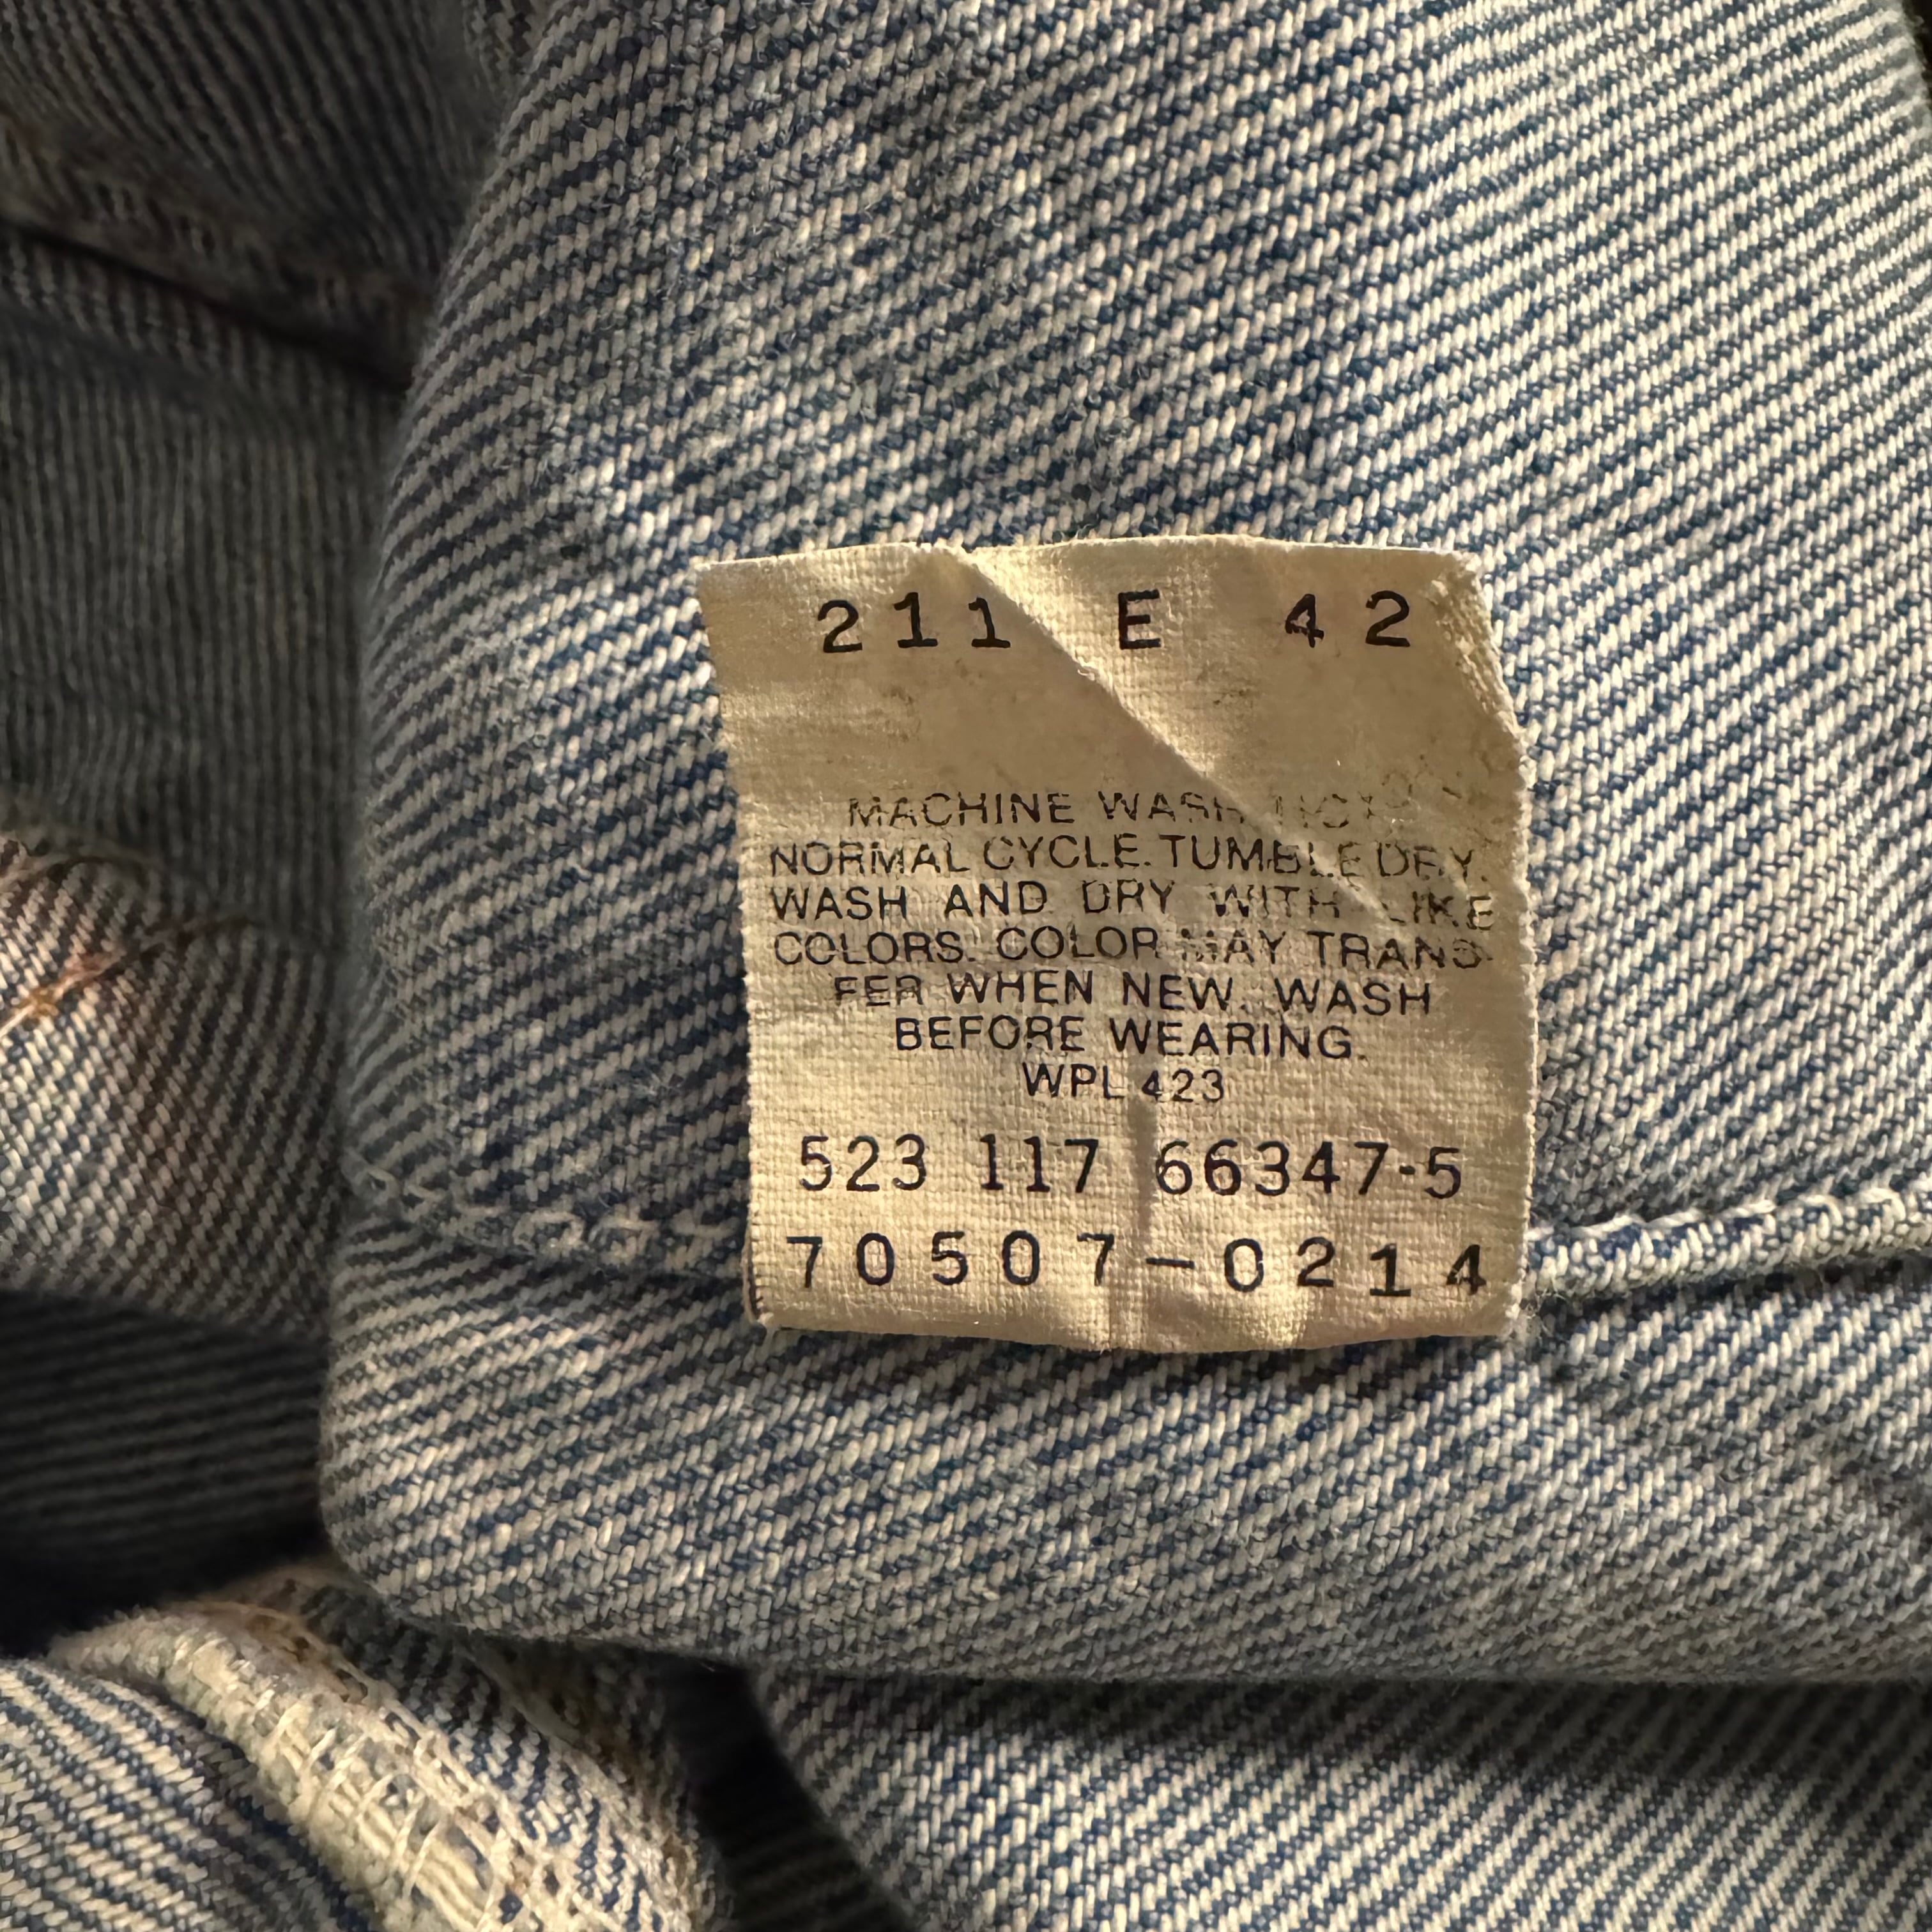 211 E 42
MACHINE WASH
NORMAL CYCLE. TUMBLE DRY.
WASH AND DRY WITH LIKE
COLORS. COLOR MAY TRANS-
FER WHEN NEW. WASH
BEFORE WEARING.
WPL 423
523 117 66347-5
70507-0214